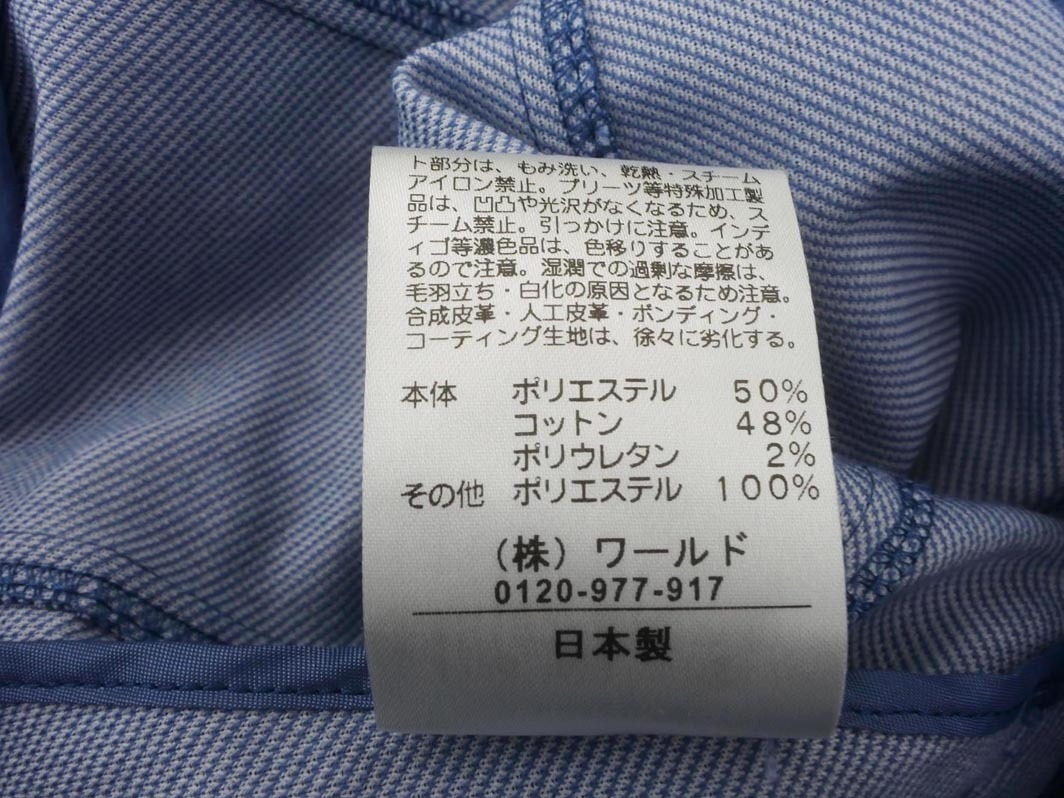 ト部分は、もみ洗い、乾熱・スチーム
アイロン禁止。プリーツ等特殊加工製
品は、凹凸や光沢がなくなるため、ス
チーム禁止。引っかけに注意。インデ
ィゴ等濃色品は、色移りすることがあ
るので注意。湿潤での過剰な摩擦は、
毛羽立ち・白化の原因となるため注意。
合成皮革・人工皮革・ボンディング・
コーティング生地は、徐々に劣化する。
本体 ポリエステル 50%
コットン 48%
ポリウレタン 2%
その他 ポリエステル 100%
(株) ワールド
0120-977-917
日本製